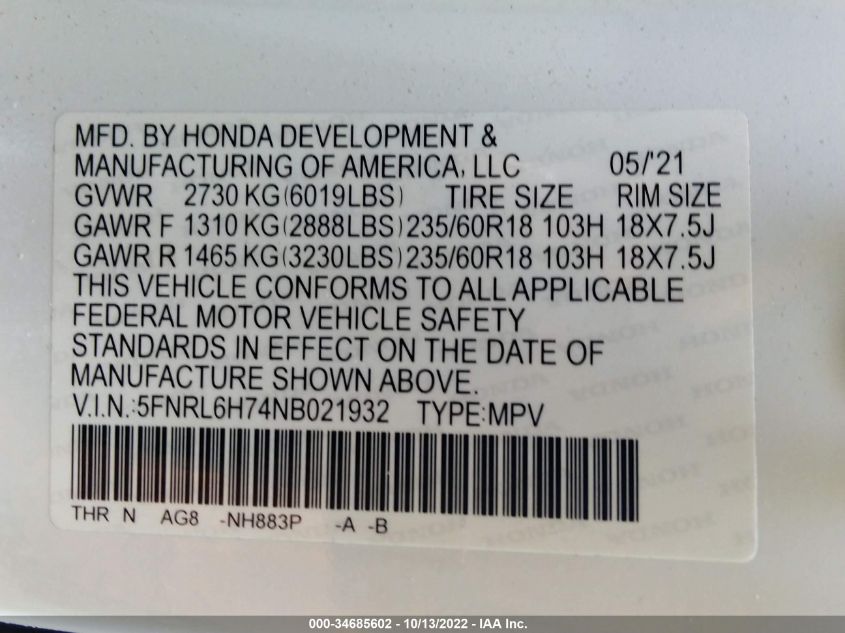 MFD. BY HONDA DEVELOPMENT &
MANUFACTURING OF AMERICA, LLC 05/'21
GVWR 2730 KG(6019LBS) TIRE SIZE RIM SIZE
GAWR F 1310 KG(2888LBS) 235/60R18 103H 18X7.5J
GAWR R 1465 KG(3230LBS) 235/60R18 103H 18X7.5J
THIS VEHICLE CONFORMS TO ALL APPLICABLE
FEDERAL MOTOR VEHICLE SAFETY
STANDARDS IN EFFECT ON THE DATE OF
MANUFACTURE SHOWN ABOVE.
V.I.N.:5FNRL6H74NB021932 TYPE:MPV
THR N AG8 -NH883P -A -B
000-34685602 - 10/13/2022 - IAA Inc.